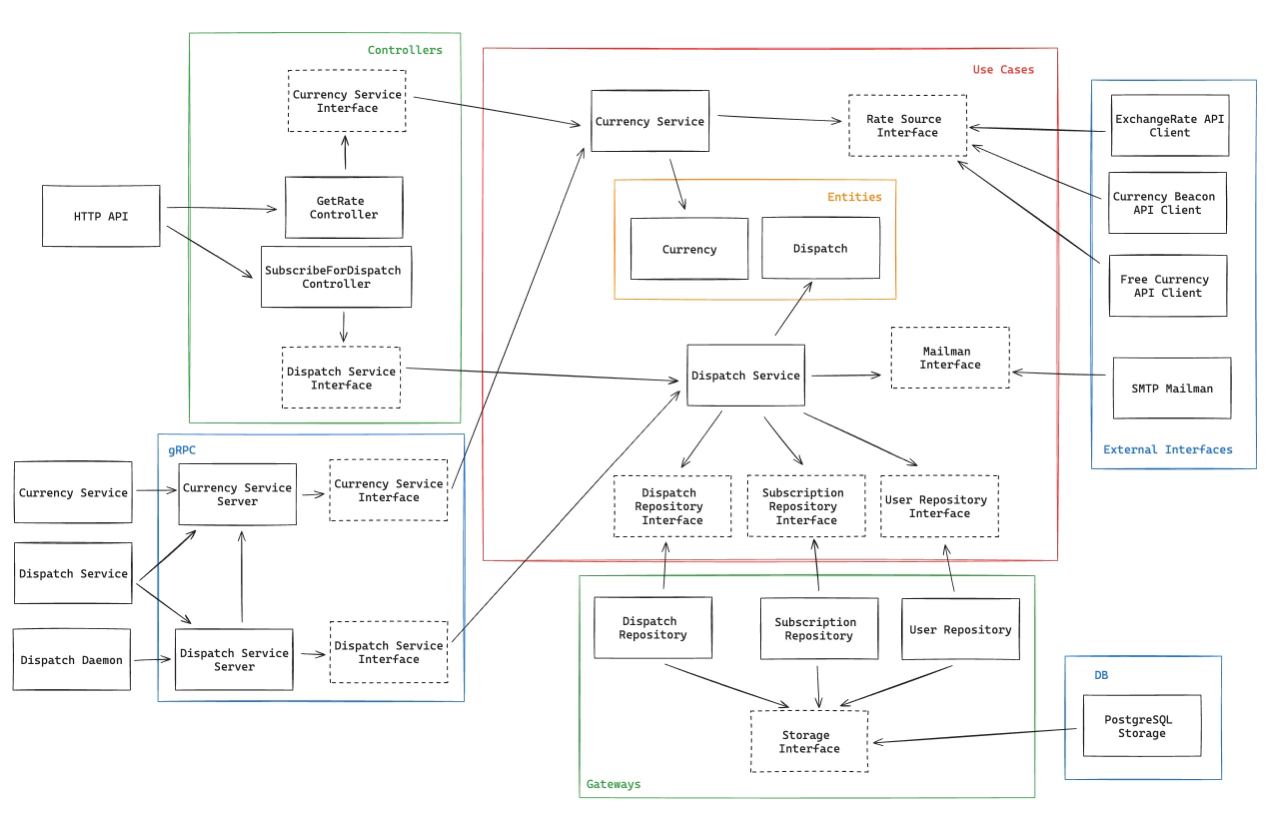 Controllers
Currency Service
Interface
GetRate
Controller
SubscribeForDispatch
Controller
Dispatch Service
Interface
HTTP API
gRPC
Currency Service
Dispatch Service
Dispatch Daemon
Currency Service
Server
Currency Service
Interface
Dispatch Service
Server
Dispatch Service
Interface
Use Cases
Currency Service
Rate Source
Interface
Entities
Currency
Dispatch
Dispatch Service
Mailman
Interface
Dispatch
Repository
Interface
Subscription
Repository
Interface
User Repository
Interface
ExchangeRate API
Client
Currency Beacon
API Client
Free Currency
API Client
SMTP Mailman
External Interfaces
Dispatch
Repository
Subscription
Repository
User Repository
Storage
Interface
Gateways
DB
PostgreSQL
Storage